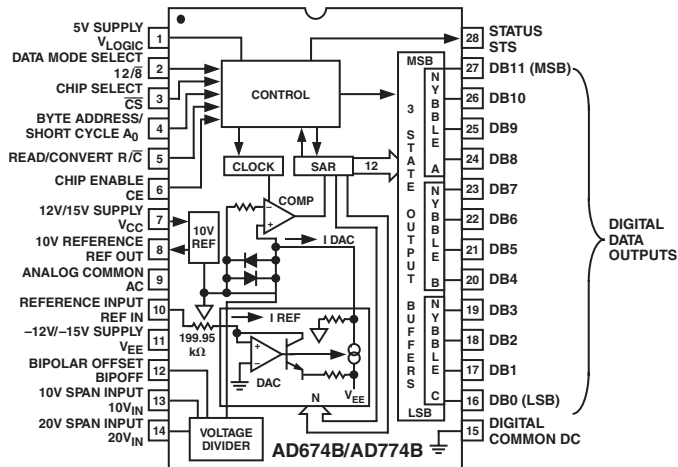 5V SUPPLY
VLOGIC
1
DATA MODE SELECT
12/8
2
CHIP SELECT
CS
3
BYTE ADDRESS/
SHORT CYCLE A0
4
READ/CONVERT R/C
5
CHIP ENABLE
CE
6
12V/15V SUPPLY
VCC
7
10V REFERENCE
REF OUT
8
ANALOG COMMON
AC
9
REFERENCE INPUT
REF IN
10
–12V/–15V SUPPLY
VEE
11
BIPOLAR OFFSET
BIPOFF
12
10V SPAN INPUT
10VIN
13
20V SPAN INPUT
20VIN
14
CONTROL
CLOCK
SAR
12
COMP
–
+
10V
REF
I DAC
I REF
199.95
kΩ
+
–
DAC
VEE
N
VOLTAGE
DIVIDER
AD674B/AD774B
MSB
3 STATE OUTPUT BUFFERS
LSB
NYBBLE A
NYBBLE B
NYBBLE C
28
STATUS
STS
27
DB11 (MSB)
26
DB10
25
DB9
24
DB8
23
DB7
22
DB6
21
DB5
20
DB4
19
DB3
18
DB2
17
DB1
16
DB0 (LSB)
15
DIGITAL
COMMON DC
DIGITAL
DATA
OUTPUTS